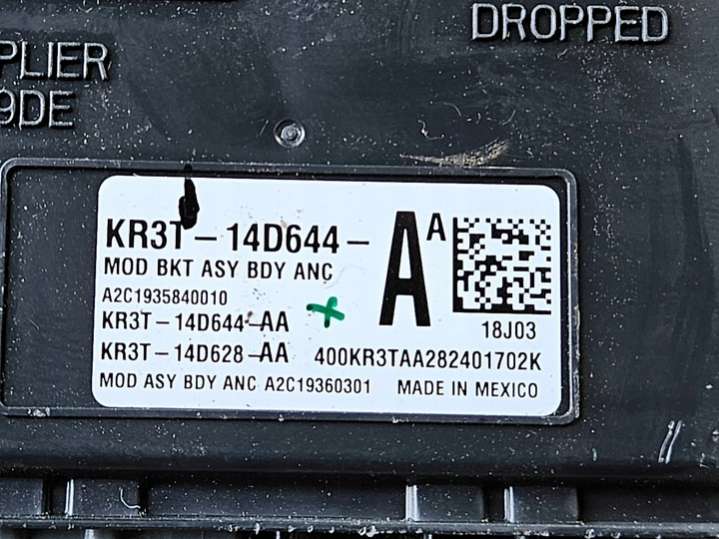 DROPPED
PLIER
9DE
KR3T-14D644-
AA
MOD BKT ASY BDY ANC
A2C1935840010
KR3T-14D644-AA
18J03
KR3T-14D628-AA 400KR3TAA282401702K
MOD ASY BDY ANC A2C19360301 MADE IN MEXICO